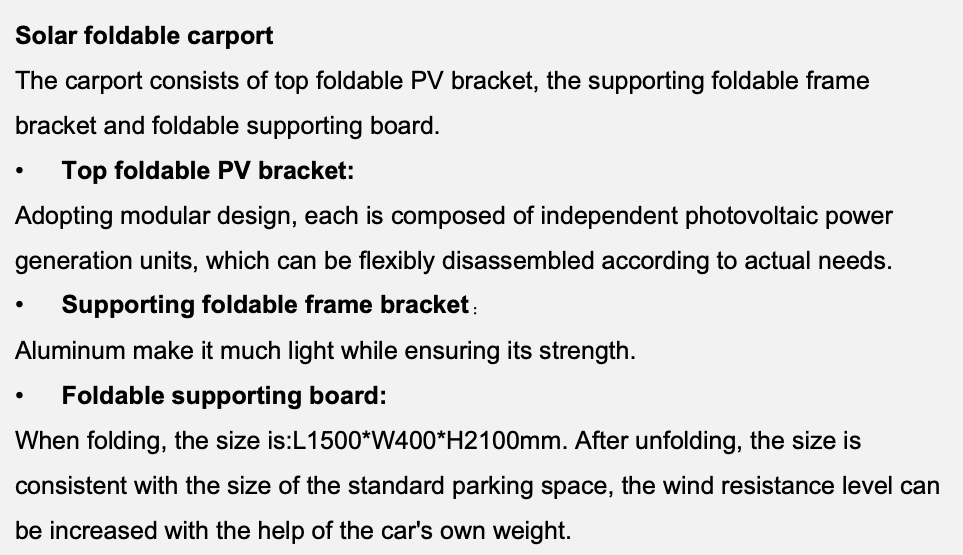 Solar foldable carport
The carport consists of top foldable PV bracket, the supporting foldable frame
bracket and foldable supporting board.
• Top foldable PV bracket:
Adopting modular design, each is composed of independent photovoltaic power
generation units, which can be flexibly disassembled according to actual needs.
• Supporting foldable frame bracket：
Aluminum make it much light while ensuring its strength.
• Foldable supporting board:
When folding, the size is:L1500*W400*H2100mm. After unfolding, the size is
consistent with the size of the standard parking space, the wind resistance level can
be increased with the help of the car's own weight.